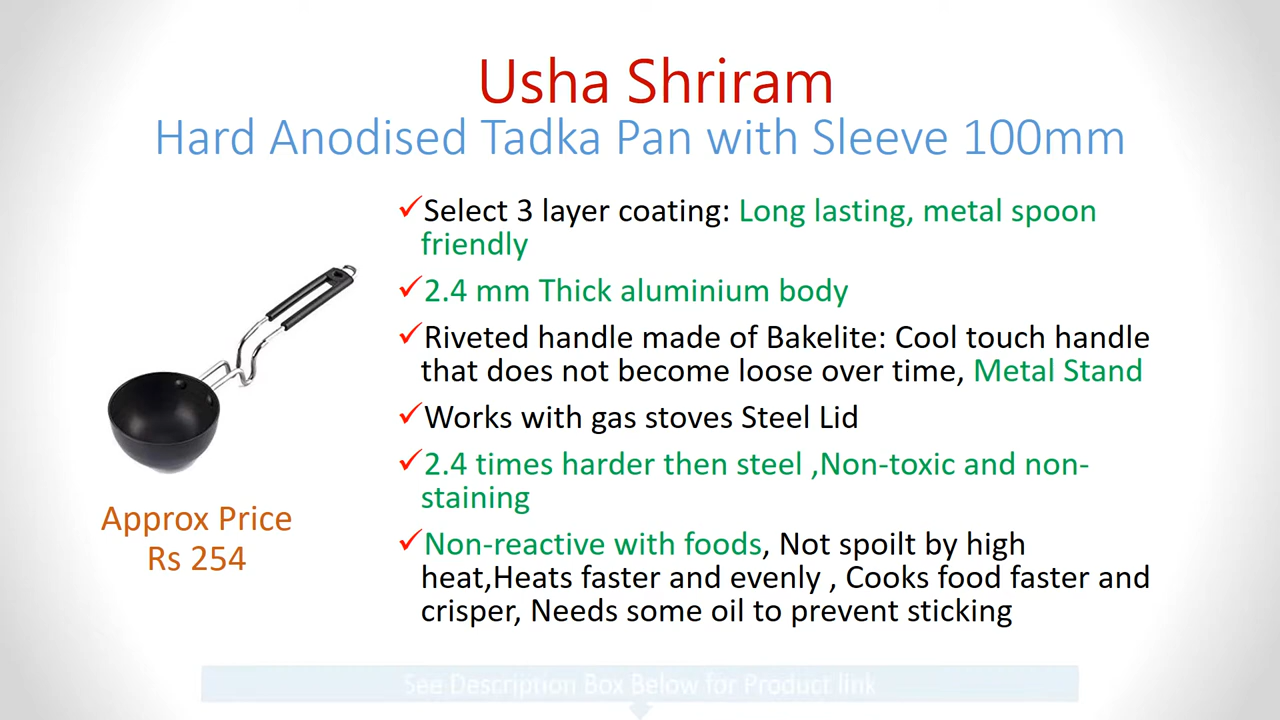 Usha Shriram
Hard Anodised Tadka Pan with Sleeve 100mm
✓Select 3 layer coating: Long lasting, metal spoon
friendly
✓2.4 mm Thick aluminium body
✓Riveted handle made of Bakelite: Cool touch handle
that does not become loose over time, Metal Stand
✓Works with gas stoves Steel Lid
✓2.4 times harder then steel ,Non-toxic and non-
staining
✓Non-reactive with foods, Not spoilt by high
heat,Heats faster and evenly , Cooks food faster and
crisper, Needs some oil to prevent sticking
Approx Price
Rs 254
See Description Box Below for Product link